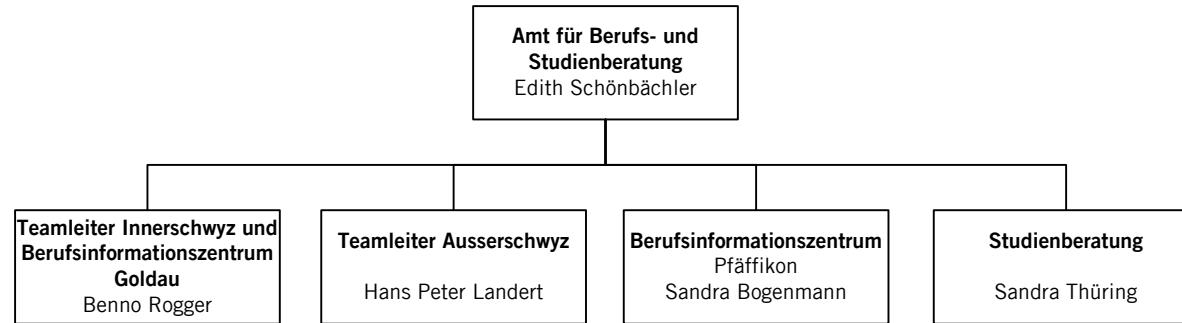 Amt für Berufs- und
Studienberatung
Edith Schönbächler
Teamleiter Innerschwyz und
Berufsinformationszentrum
Goldau
Benno Rogger
Teamleiter Ausserschwyz
Hans Peter Landert
Berufsinformationszentrum
Pfäffikon
Sandra Bogenmann
Studienberatung
Sandra Thüring